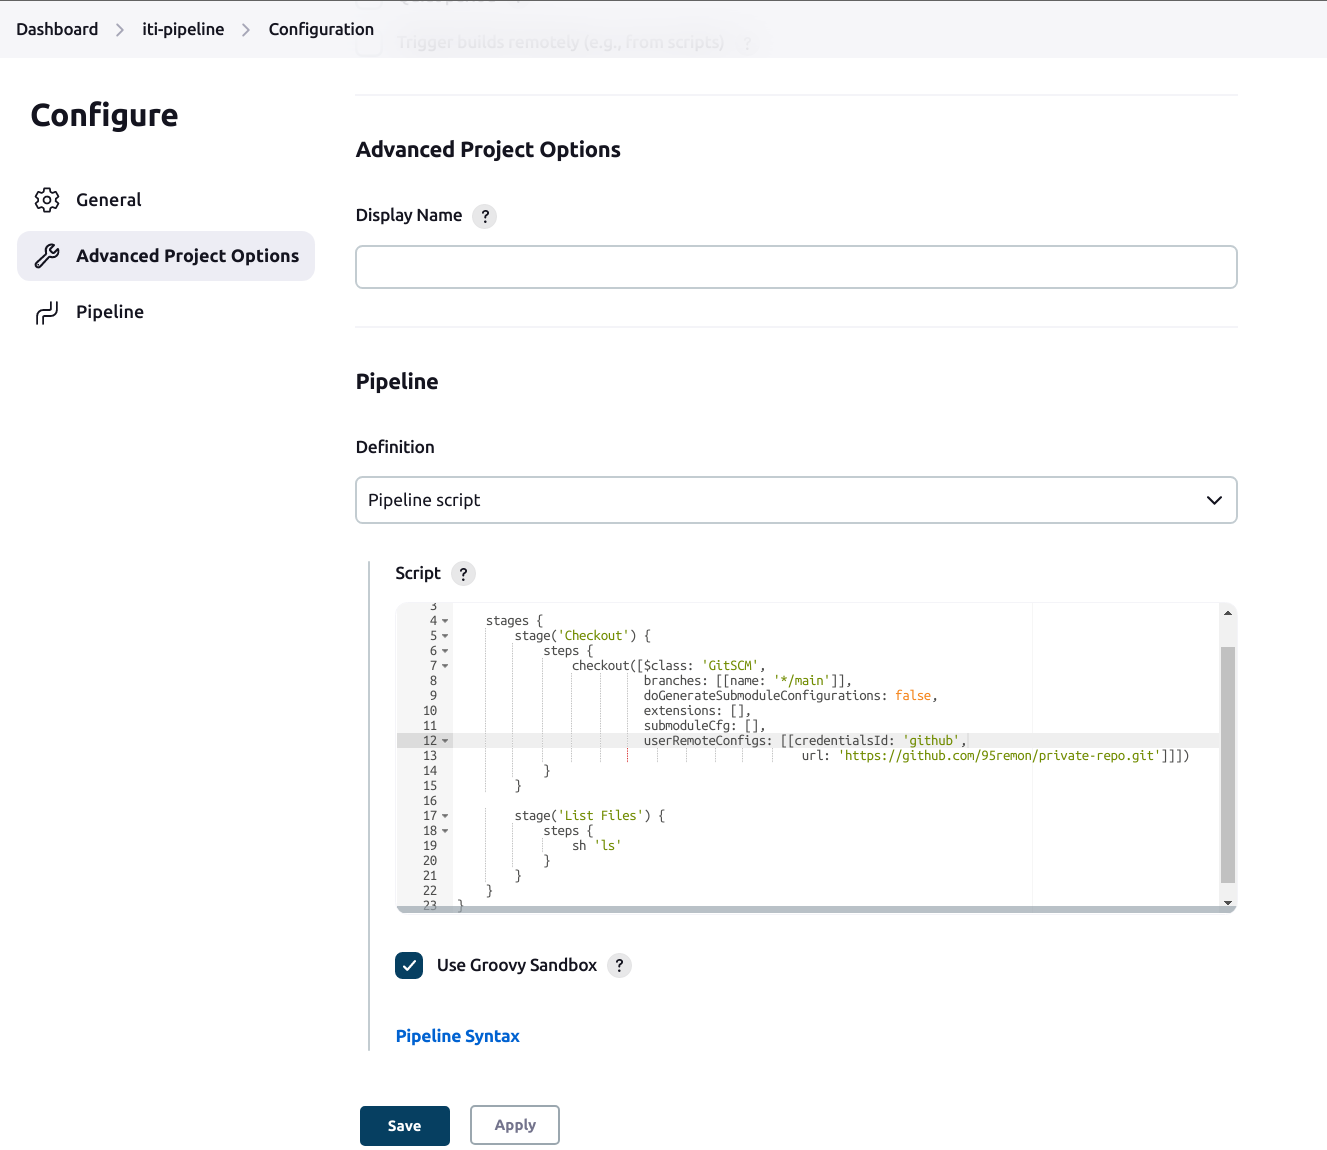 Dashboard > iti-pipeline > Configuration
Trigger builds remotely (e.g., from scripts) ?
Configure
General
Advanced Project Options
Pipeline
Advanced Project Options
Display Name ?
Pipeline
Definition
Pipeline script
Script ?
3
4 stages {
5 stage('Checkout') {
6 steps {
7 checkout([$class: 'GitSCM',
8 branches: [[name: '*/main']],
9 doGenerateSubmoduleConfigurations: false,
10 extensions: [],
11 submoduleCfg: [],
12 userRemoteConfigs: [[credentialsId: 'github',
13 url: 'https://github.com/95remon/private-repo.git']]])
14 }
15 }
16
17 stage('List Files') {
18 steps {
19 sh 'ls'
20 }
21 }
22 }
23 }
Use Groovy Sandbox ?
Pipeline Syntax
Save
Apply